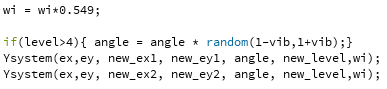 wi = wi*0.549;
if(level>4){ angle = angle * random(1-vib,1+vib);}
Ysystem(ex,ey, new_ex1, new_ey1, angle, new_level,wi);
Ysystem(ex,ey, new_ex2, new_ey2, angle, new_level,wi);